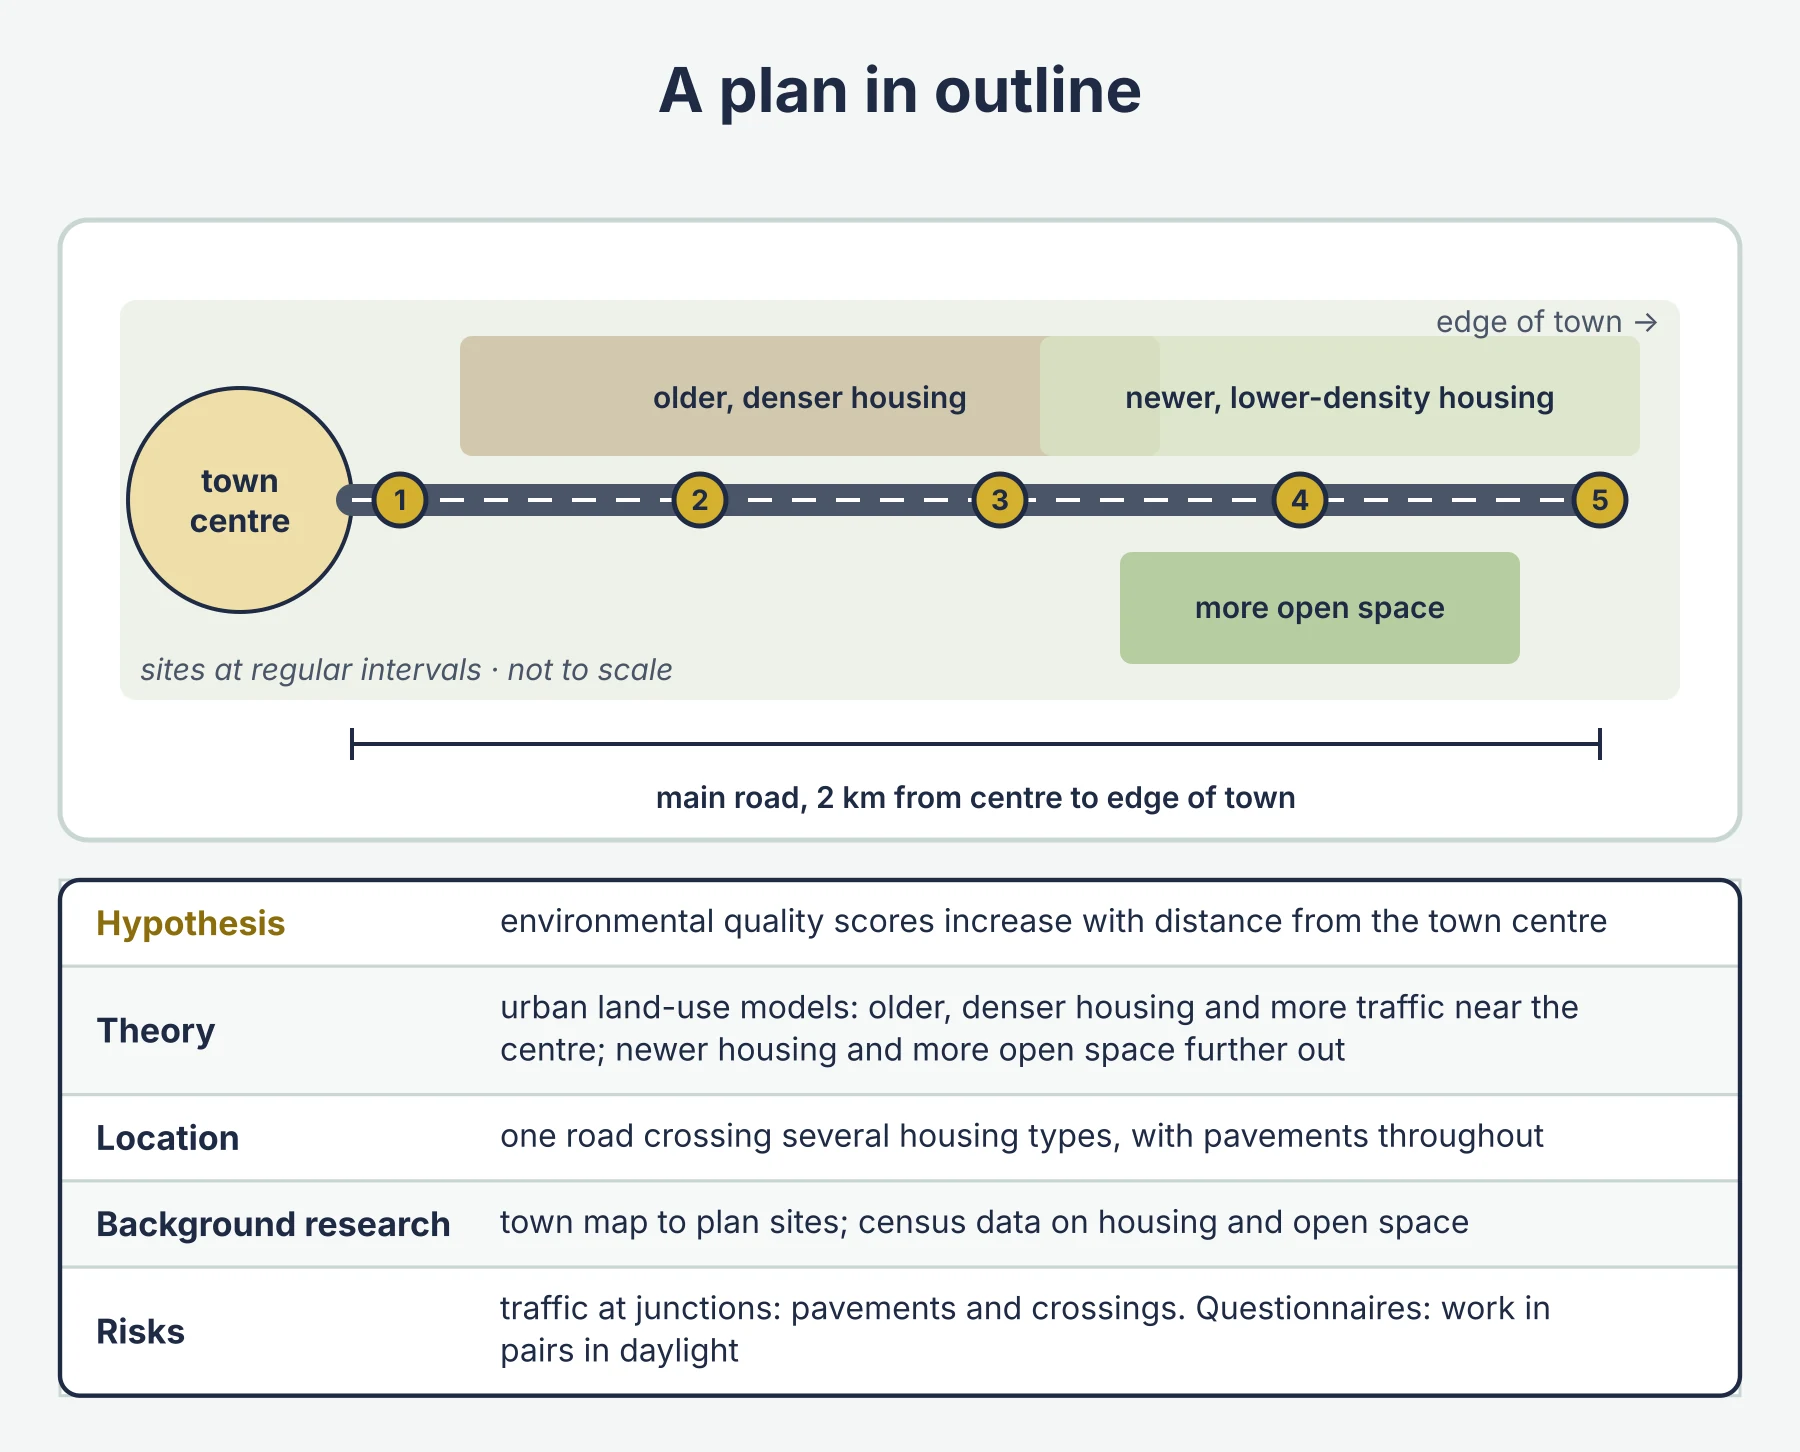 A plan in outline
edge of town →
older, denser housing
newer, lower-density housing
town
centre
1
2
3
4
5
more open space
sites at regular intervals · not to scale
main road, 2 km from centre to edge of town
Hypothesis
environmental quality scores increase with distance from the town centre
Theory
urban land-use models: older, denser housing and more traffic near the
centre; newer housing and more open space further out
Location
one road crossing several housing types, with pavements throughout
Background research
town map to plan sites; census data on housing and open space
Risks
traffic at junctions: pavements and crossings. Questionnaires: work in
pairs in daylight